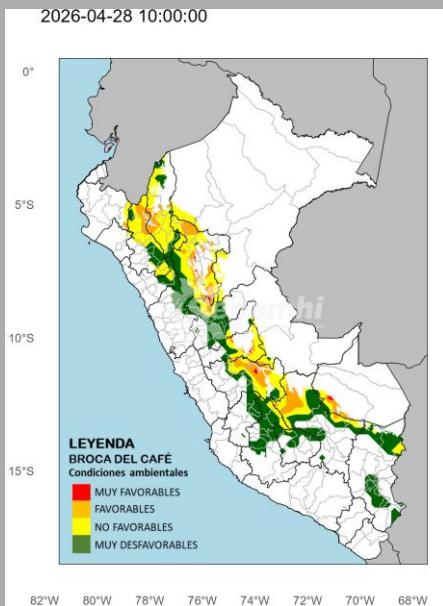 2026-04-28 10:00:00
0°
5°S
10°S
15°S
senamhi
LEYENDA
BROCA DEL CAFÉ
Condiciones ambientales
MUY FAVORABLES
FAVORABLES
NO FAVORABLES
MUY DESFAVORABLES
82°W 80°W 78°W 76°W 74°W 72°W 70°W 68°W